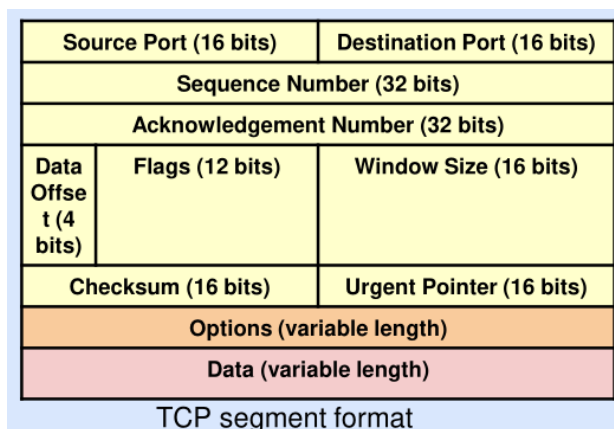 Source Port (16 bits) Destination Port (16 bits)
Sequence Number (32 bits)
Acknowledgement Number (32 bits)
Data Flags (12 bits) Window Size (16 bits)
Offse
t (4
bits)
Checksum (16 bits) Urgent Pointer (16 bits)
Options (variable length)
Data (variable length)
TCP segment format